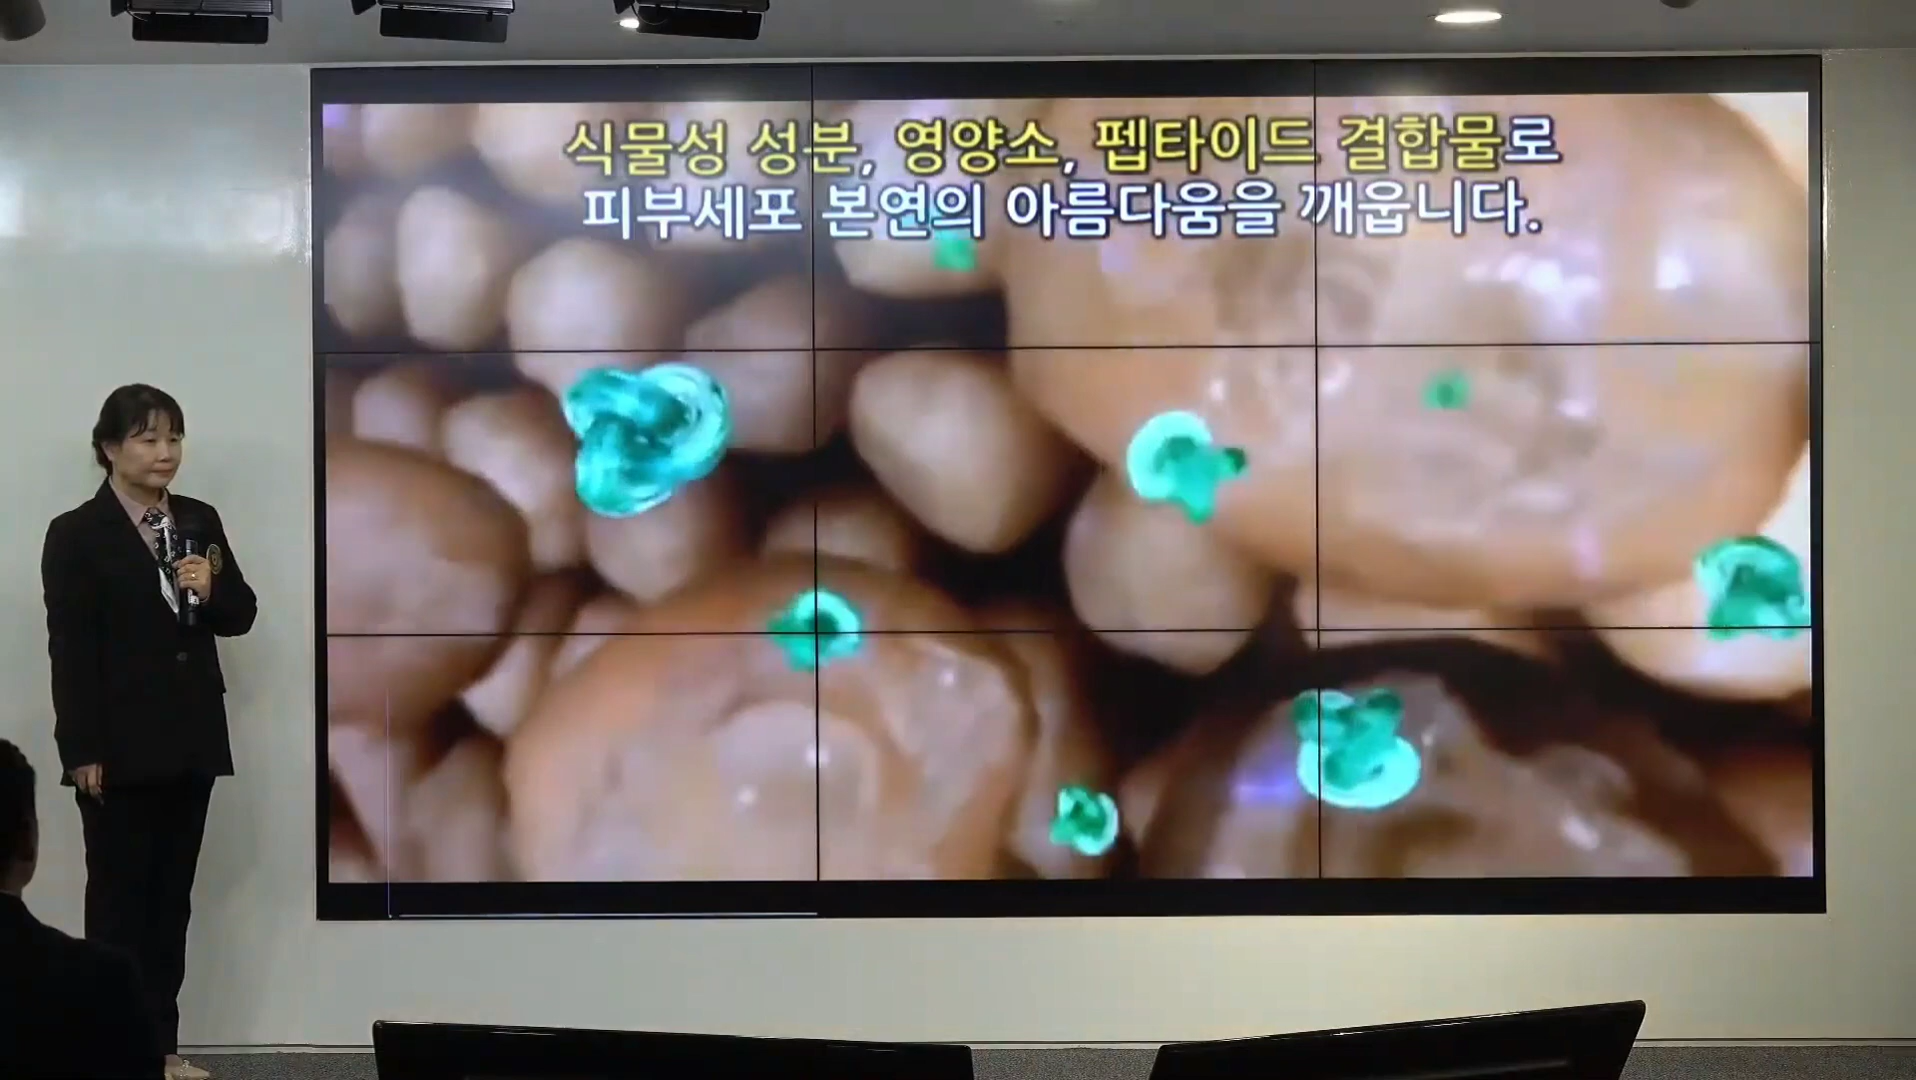 식물성 성분, 영양소, 펩타이드 결합물로
피부세포 본연의 아름다움을 깨웁니다.